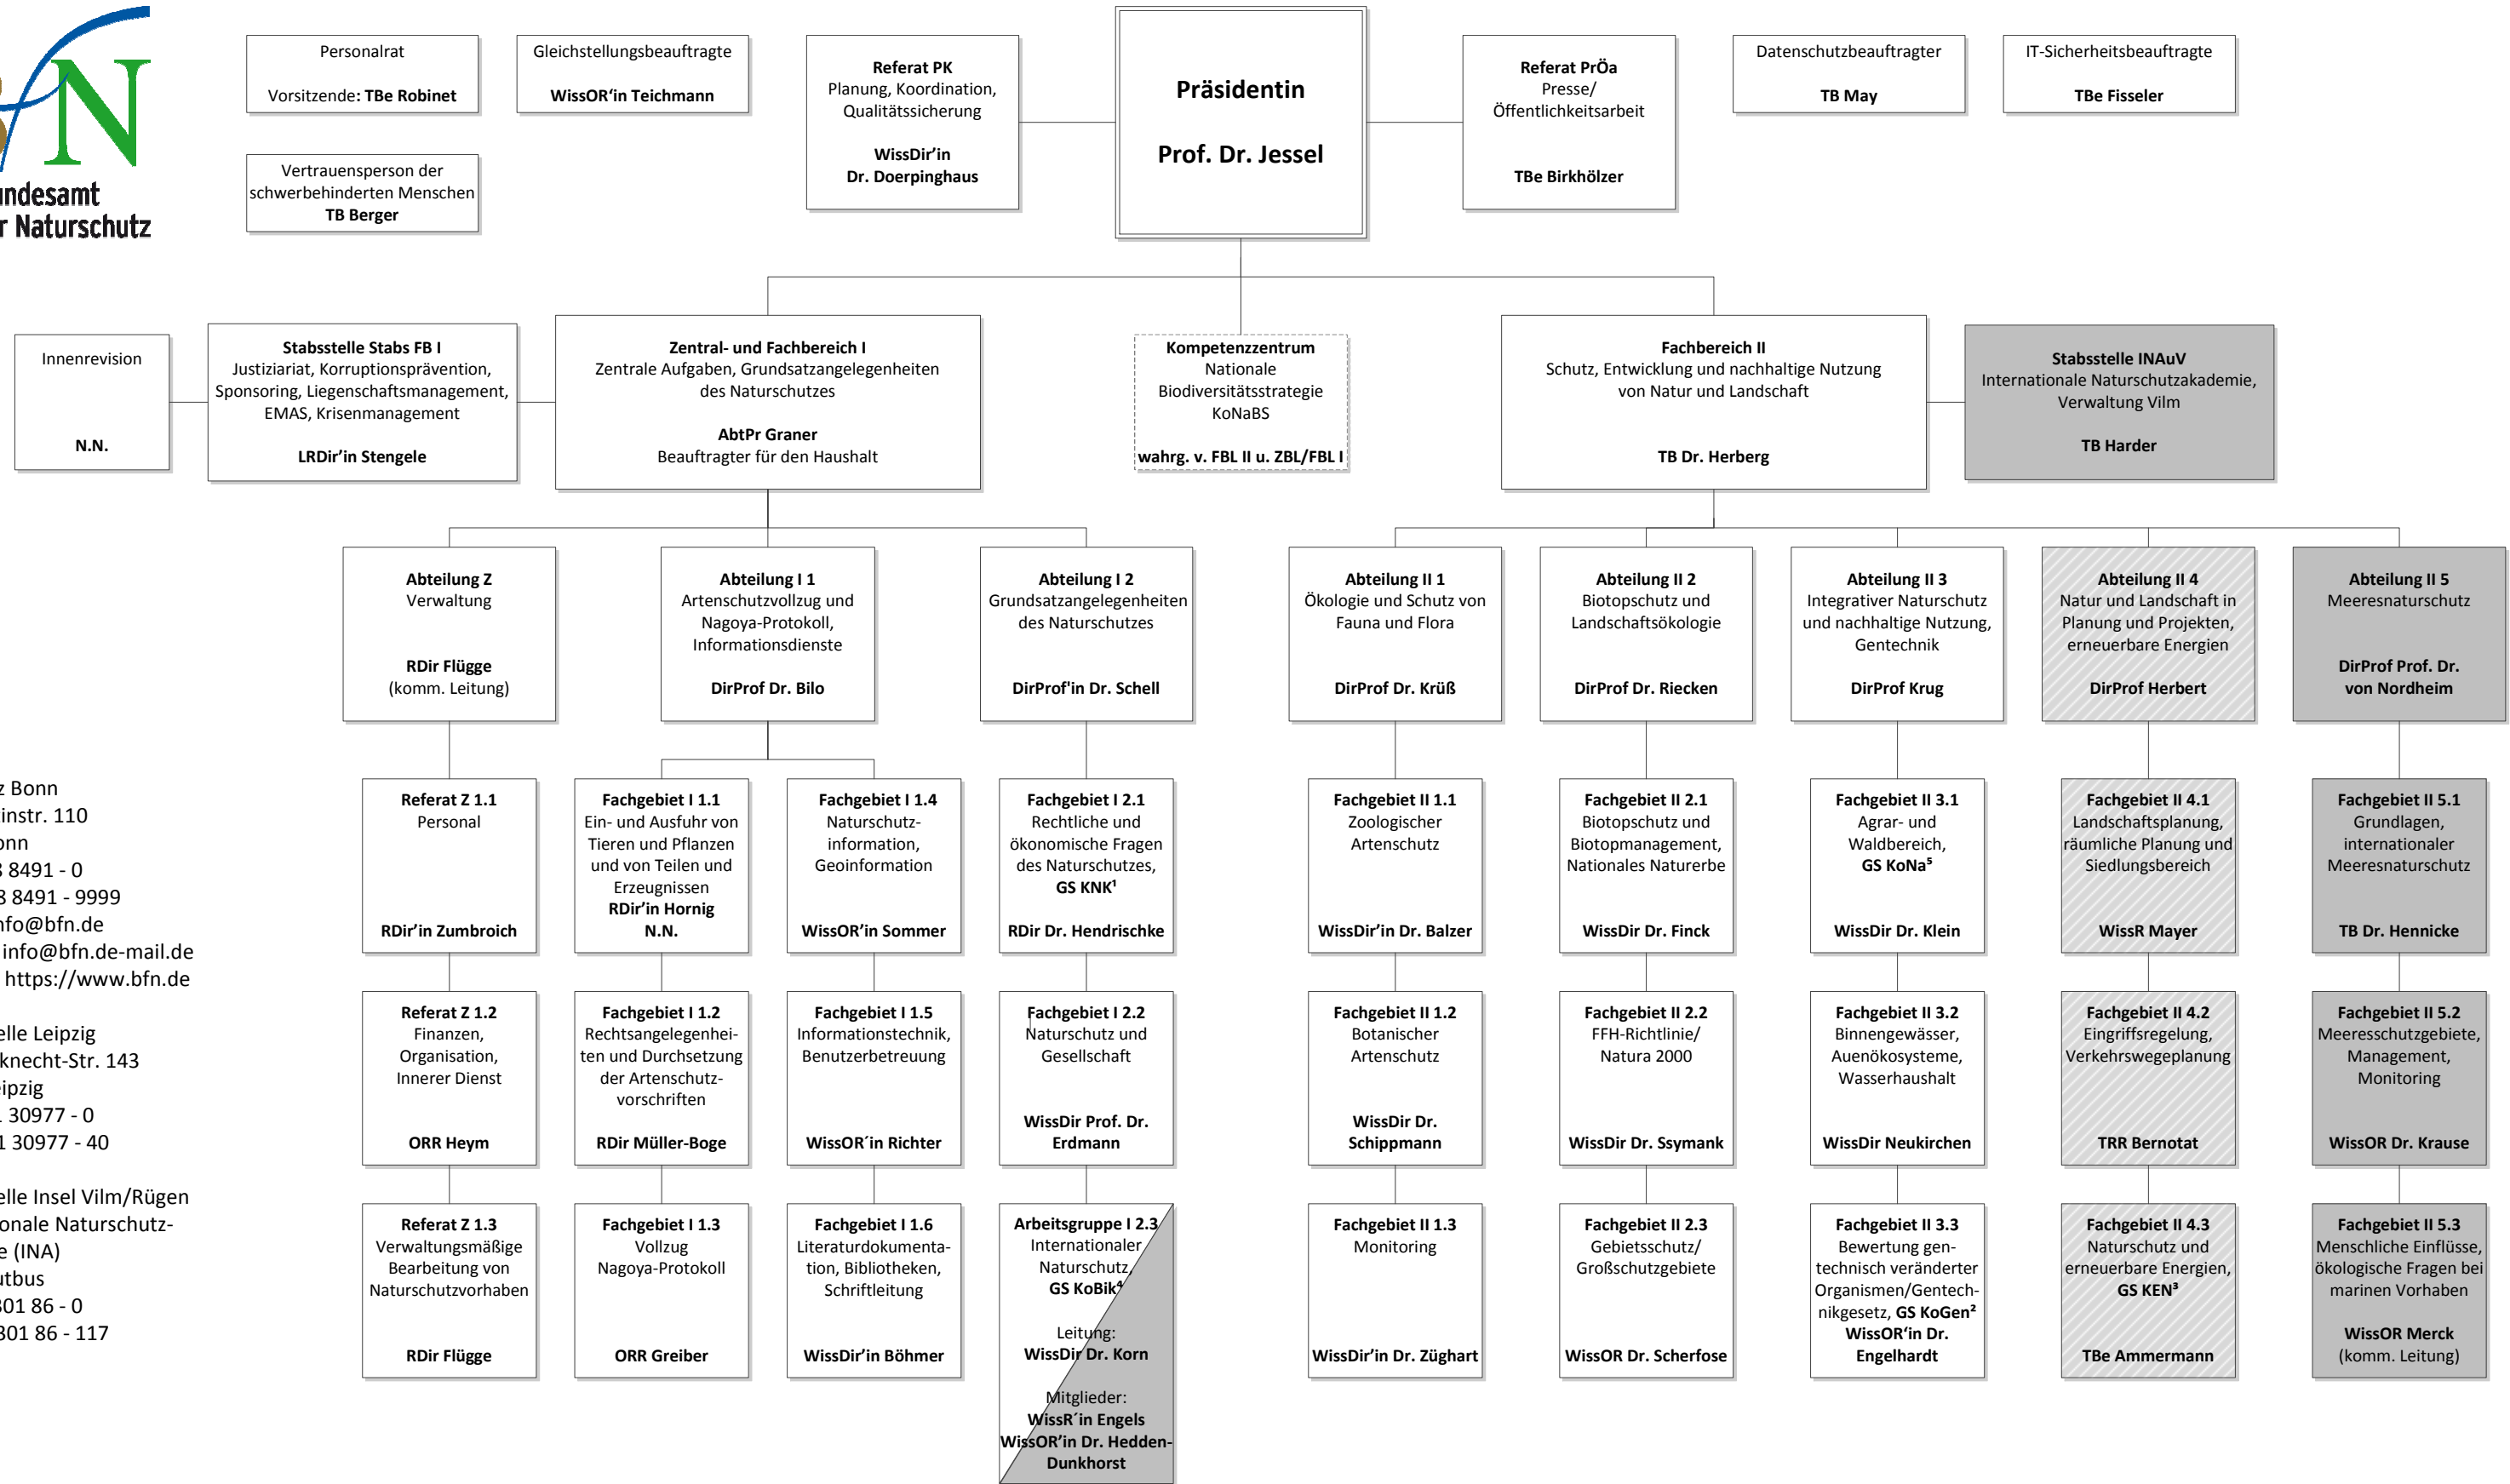 BfN
undesamt
r Naturschutz
Personalrat
Vorsitzende: TBe Robinet
Gleichstellungsbeauftragte
WissOR‘in Teichmann
Vertrauensperson der
schwerbehinderten Menschen
TB Berger
Referat PK
Planung, Koordination,
Qualitätssicherung
WissDir’in
Dr. Doerpinghaus
Präsidentin
Prof. Dr. Jessel
Referat PrÖa
Presse/
Öffentlichkeitsarbeit
TBe Birkhölzer
Datenschutzbeauftragter
TB May
IT-Sicherheitsbeauftragte
TBe Fisseler
Innenrevision
N.N.
Stabsstelle Stabs FB I
Justiziariat, Korruptionsprävention,
Sponsoring, Liegenschaftsmanagement,
EMAS, Krisenmanagement
LRDir’in Stengele
Zentral- und Fachbereich I
Zentrale Aufgaben, Grundsatzangelegenheiten
des Naturschutzes
AbtPr Graner
Beauftragter für den Haushalt
Kompetenzzentrum
Nationale
Biodiversitätsstrategie
KoNaBS
wahrg. v. FBL II u. ZBL/FBL I
Fachbereich II
Schutz, Entwicklung und nachhaltige Nutzung
von Natur und Landschaft
TB Dr. Herberg
Stabsstelle INAuV
Internationale Naturschutzakademie,
Verwaltung Vilm
TB Harder
Abteilung Z
Verwaltung
RDir Flügge
(komm. Leitung)
Abteilung I 1
Artenschutzvollzug und
Nagoya-Protokoll,
Informationsdienste
DirProf Dr. Bilo
Abteilung I 2
Grundsatzangelegenheiten
des Naturschutzes
DirProf'in Dr. Schell
Abteilung II 1
Ökologie und Schutz von
Fauna und Flora
DirProf Dr. Krüß
Abteilung II 2
Biotopschutz und
Landschaftsökologie
DirProf Dr. Riecken
Abteilung II 3
Integrativer Naturschutz
und nachhaltige Nutzung,
Gentechnik
DirProf Krug
Abteilung II 4
Natur und Landschaft in
Planung und Projekten,
erneuerbare Energien
DirProf Herbert
Abteilung II 5
Meeresnaturschutz
DirProf Prof. Dr.
von Nordheim
z Bonn
instr. 110
onn
8 8491 - 0
8 8491 - 9999
nfo@bfn.de
info@bfn.de-mail.de
https://www.bfn.de
elle Leipzig
knecht-Str. 143
eipzig
1 30977 - 0
1 30977 - 40
elle Insel Vilm/Rügen
onale Naturschutz-
e (INA)
utbus
301 86 - 0
301 86 - 117
Referat Z 1.1
Personal
RDir’in Zumbroich
Fachgebiet I 1.1
Ein- und Ausfuhr von
Tieren und Pflanzen
und von Teilen und
Erzeugnissen
RDir’in Hornig
N.N.
Fachgebiet I 1.4
Naturschutz-
information,
Geoinformation
WissOR’in Sommer
Fachgebiet I 2.1
Rechtliche und
ökonomische Fragen
des Naturschutzes,
GS KNK¹
RDir Dr. Hendrischke
Fachgebiet II 1.1
Zoologischer
Artenschutz
WissDir’in Dr. Balzer
Fachgebiet II 2.1
Biotopschutz und
Biotopmanagement,
Nationales Naturerbe
WissDir Dr. Finck
Fachgebiet II 3.1
Agrar- und
Waldbereich,
GS KoNa⁵
WissDir Dr. Klein
Fachgebiet II 4.1
Landschaftsplanung,
räumliche Planung und
Siedlungsbereich
WissR Mayer
Fachgebiet II 5.1
Grundlagen,
internationaler
Meeresnaturschutz
TB Dr. Hennicke
Referat Z 1.2
Finanzen,
Organisation,
Innerer Dienst
ORR Heym
Fachgebiet I 1.2
Rechtsangelegenhei-
ten und Durchsetzung
der Artenschutz-
vorschriften
RDir Müller-Boge
Fachgebiet I 1.5
Informationstechnik,
Benutzerbetreuung
WissOR´in Richter
Fachgebiet I 2.2
Naturschutz und
Gesellschaft
WissDir Prof. Dr.
Erdmann
Fachgebiet II 1.2
Botanischer
Artenschutz
WissDir Dr.
Schippmann
Fachgebiet II 2.2
FFH-Richtlinie/
Natura 2000
WissDir Dr. Ssymank
Fachgebiet II 3.2
Binnengewässer,
Auenökosysteme,
Wasserhaushalt
WissDir Neukirchen
Fachgebiet II 4.2
Eingriffsregelung,
Verkehrswegeplanung
TRR Bernotat
Fachgebiet II 5.2
Meeresschutzgebiete,
Management,
Monitoring
WissOR Dr. Krause
Referat Z 1.3
Verwaltungsmäßige
Bearbeitung von
Naturschutzvorhaben
RDir Flügge
Fachgebiet I 1.3
Vollzug
Nagoya-Protokoll
ORR Greiber
Fachgebiet I 1.6
Literaturdokumenta-
tion, Bibliotheken,
Schriftleitung
WissDir’in Böhmer
Arbeitsgruppe I 2.3
Internationaler
Naturschutz,
GS KoBik⁴
Leitung:
WissDir Dr. Korn
Mitglieder:
WissR´in Engels
WissOR’in Dr. Hedden-
Dunkhorst
Fachgebiet II 1.3
Monitoring
WissDir’in Dr. Züghart
Fachgebiet II 2.3
Gebietsschutz/
Großschutzgebiete
WissOR Dr. Scherfose
Fachgebiet II 3.3
Bewertung gen-
technisch veränderter
Organismen/Gentech-
nikgesetz, GS KoGen²
WissOR‘in Dr.
Engelhardt
Fachgebiet II 4.3
Naturschutz und
erneuerbare Energien,
GS KEN³
TBe Ammermann
Fachgebiet II 5.3
Menschliche Einflüsse,
ökologische Fragen bei
marinen Vorhaben
WissOR Merck
(komm. Leitung)